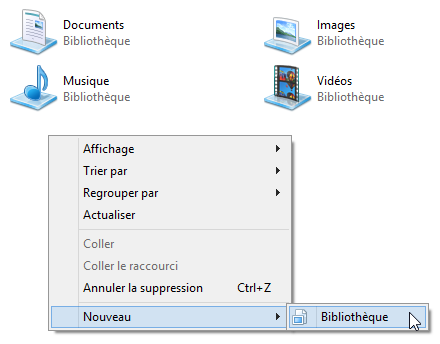 Documents
Bibliothèque
Images
Bibliothèque
Musique
Bibliothèque
Vidéos
Bibliothèque
Affichage
Trier par
Regrouper par
Actualiser
Coller
Coller le raccourci
Annuler la suppression Ctrl+Z
Nouveau
Bibliothèque